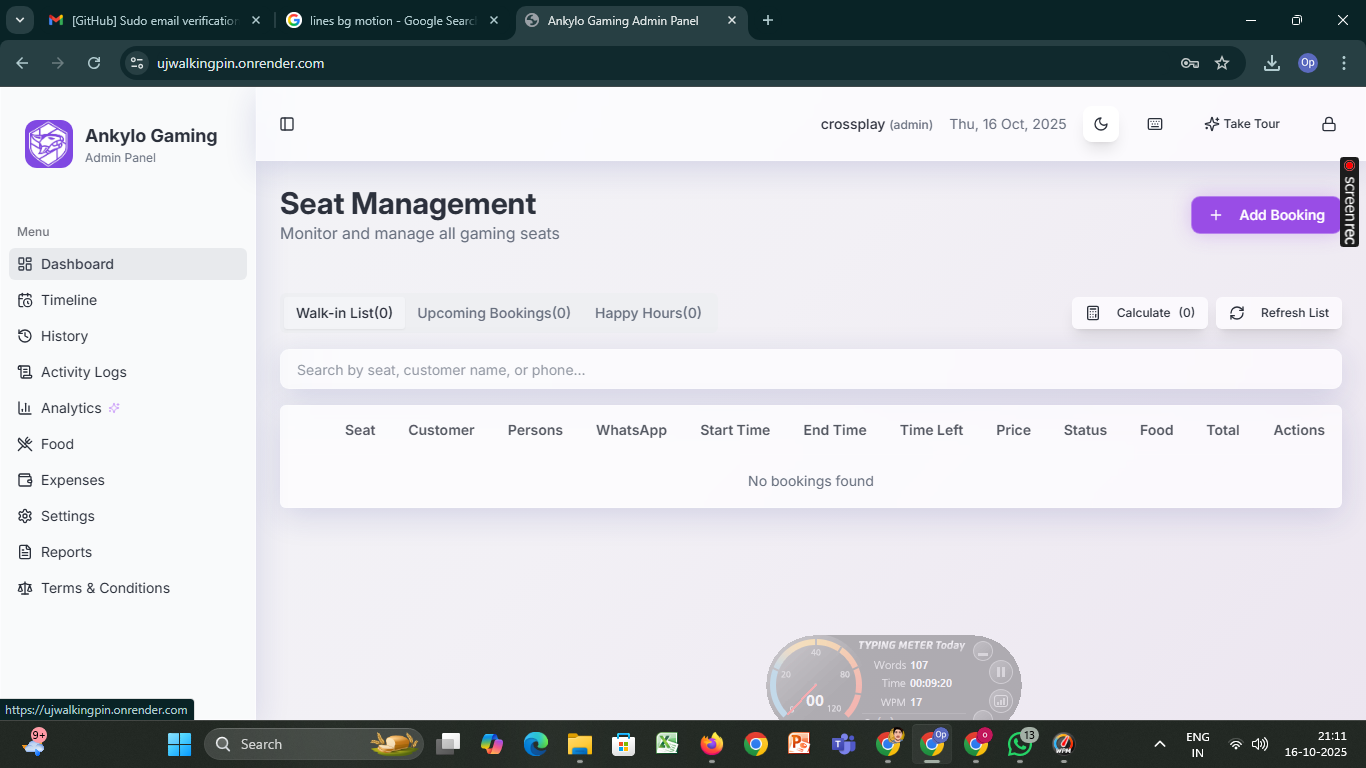 [GitHub] Sudo email verification
lines bg motion - Google Search
Ankylo Gaming Admin Panel
ujwalkingpin.onrender.com
Op
Ankylo Gaming
Admin Panel
crossplay (admin)
Thu, 16 Oct, 2025
Take Tour
screenrec
Menu
Dashboard
Timeline
History
Activity Logs
Analytics
Food
Expenses
Settings
Reports
Terms & Conditions
Seat Management
Monitor and manage all gaming seats
+ Add Booking
Walk-in List(0) Upcoming Bookings(0) Happy Hours(0)
Calculate (0)
Refresh List
Search by seat, customer name, or phone...
Seat Customer Persons WhatsApp Start Time End Time Time Left Price Status Food Total Actions
No bookings found
TYPING METER Today
Words 107
Time 00:09:20
WPM 17
0 20 40 80 120
00
https://ujwalkingpin.onrender.com
9+
Search
Op
13
WPM
ENG
IN
21:11
16-10-2025